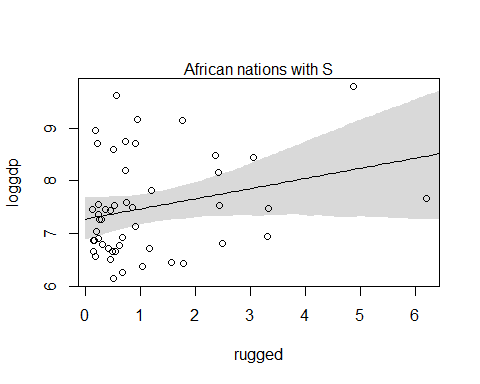 African nations with S
loggdp
9
8
7
6
0 1 2 3 4 5 6
rugged